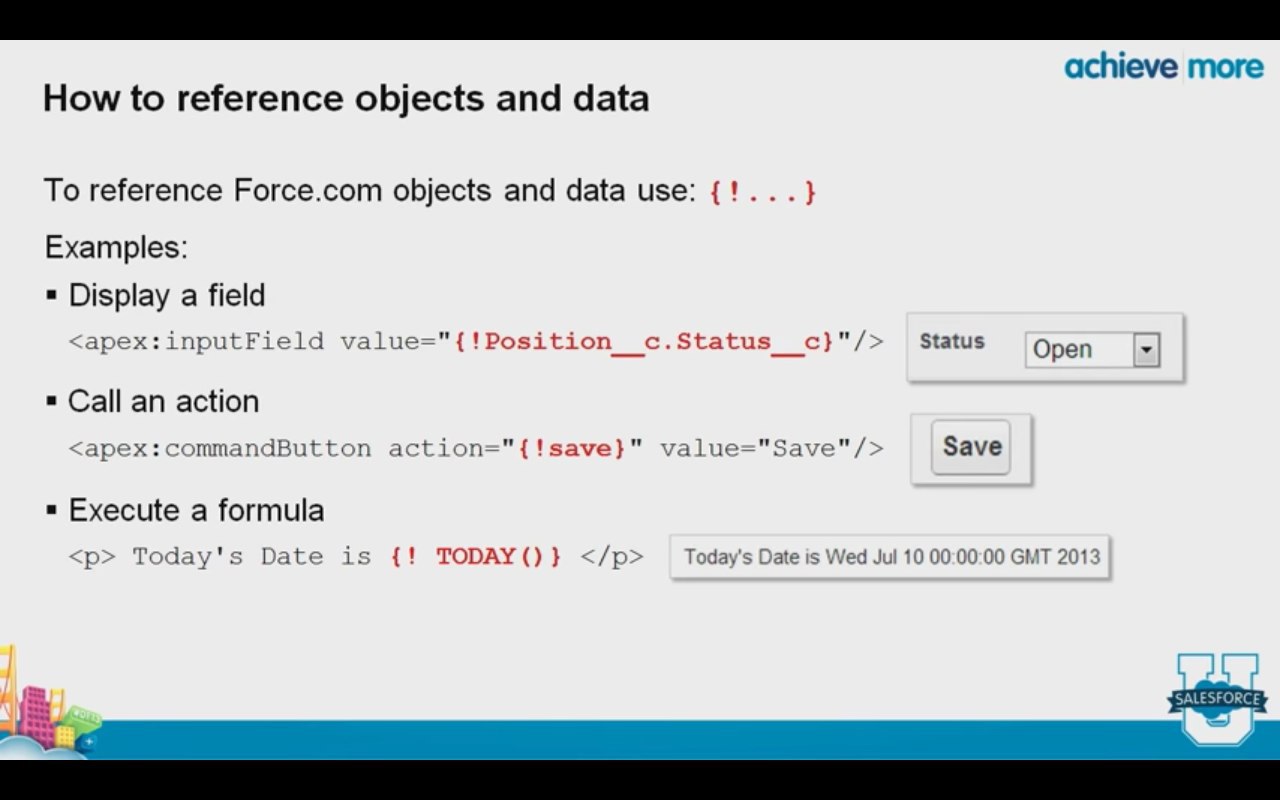 achieve more
How to reference objects and data
To reference Force.com objects and data use: {!...}
Examples:
▪ Display a field
<apex:inputField value="{!Position__c.Status__c}"/>
Status Open
▪ Call an action
<apex:commandButton action="{!save}" value="Save"/>
Save
▪ Execute a formula
<p> Today's Date is {! TODAY()} </p>
Today's Date is Wed Jul 10 00:00:00 GMT 2013
U
SALESFORCE